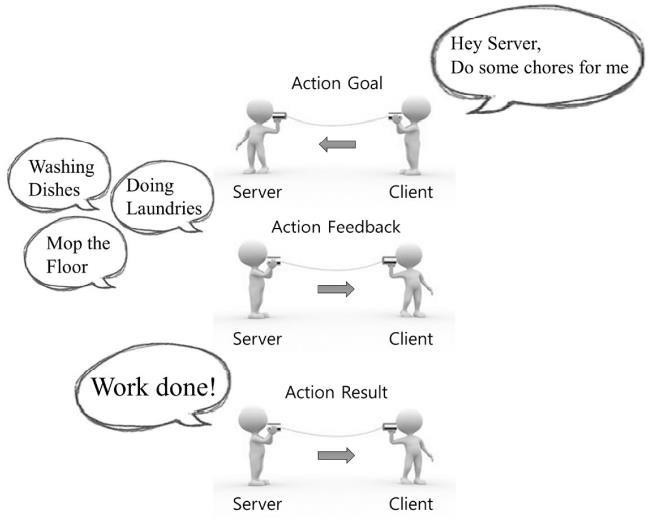 Hey Server,
Do some chores for me
Action Goal
Server
Client
Washing
Dishes
Doing
Laundries
Mop the
Floor
Action Feedback
Server
Client
Work done!
Action Result
Server
Client